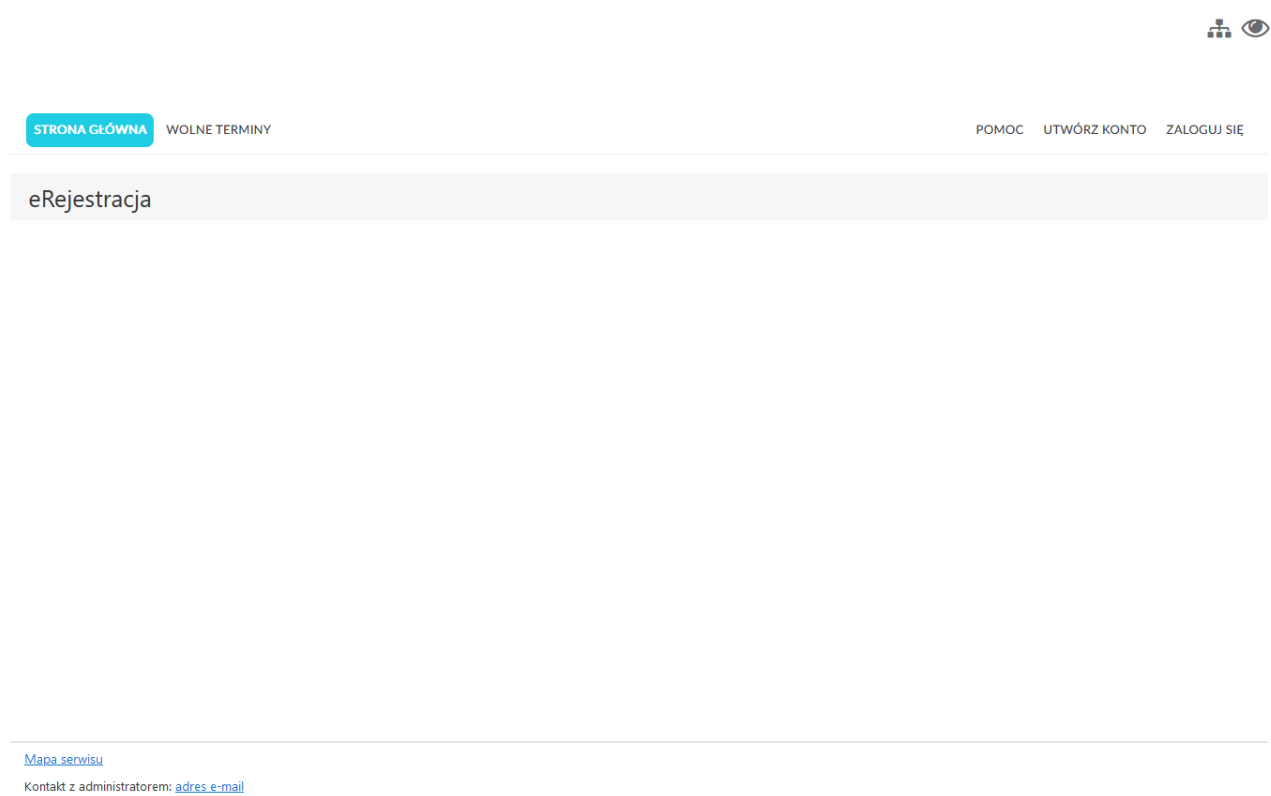 STRONA GŁÓWNA WOLNE TERMINY POMOC UTWÓRZ KONTO ZALOGUJ SIĘ
eRejestracja
Mapa serwisu
Kontakt z administratorem: adres e-mail